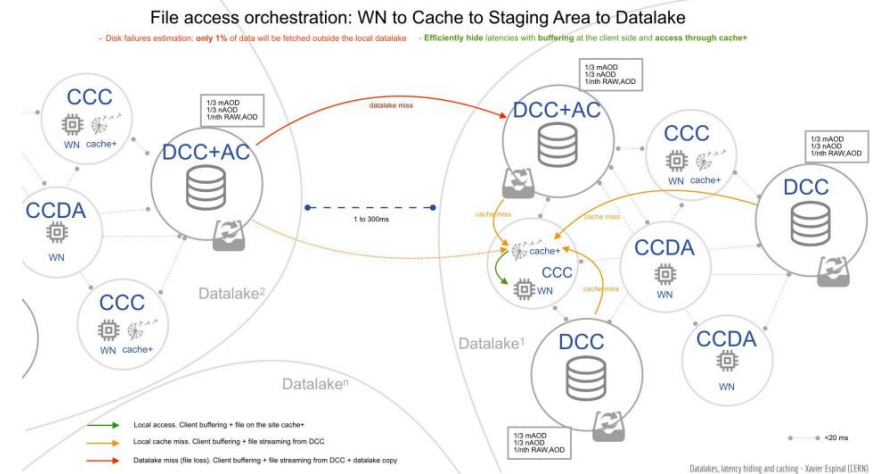 File access orchestration: WN to Cache to Staging Area to Datalake
- Disk failures estimation: only 1% of data will be fetched outside the local datalake - Efficiently hide latencies with buffering at the client side and access through cache+
CCC
WN cache+
1/3 mAOD
1/3 nAOD
1/nth RAW,AOD
DCC+AC
CCDA
WN
CCC
WN cache+
Datalake²
datalake miss
1 to 300ms
Datalakeⁿ
1/3 mAOD
1/3 nAOD
1/nth RAW,AOD
DCC+AC
CCC
WN cache+
1/3 mAOD
1/3 nAOD
1/nth RAW,AOD
DCC
cache miss
cache miss
cache+
CCC
WN
cache miss
CCDA
WN
Datalake¹
DCC
CCDA
WN
1/3 mAOD
1/3 nAOD
1/nth RAW,AOD
Local access. Client buffering + file on the site cache+
Local cache miss. Client buffering + file streaming from DCC
Datalake miss (file loss). Client buffering + file streaming from DCC + datalake copy
<20 ms
Datalakes, latency hiding and caching - Xavier Espinal (CERN)